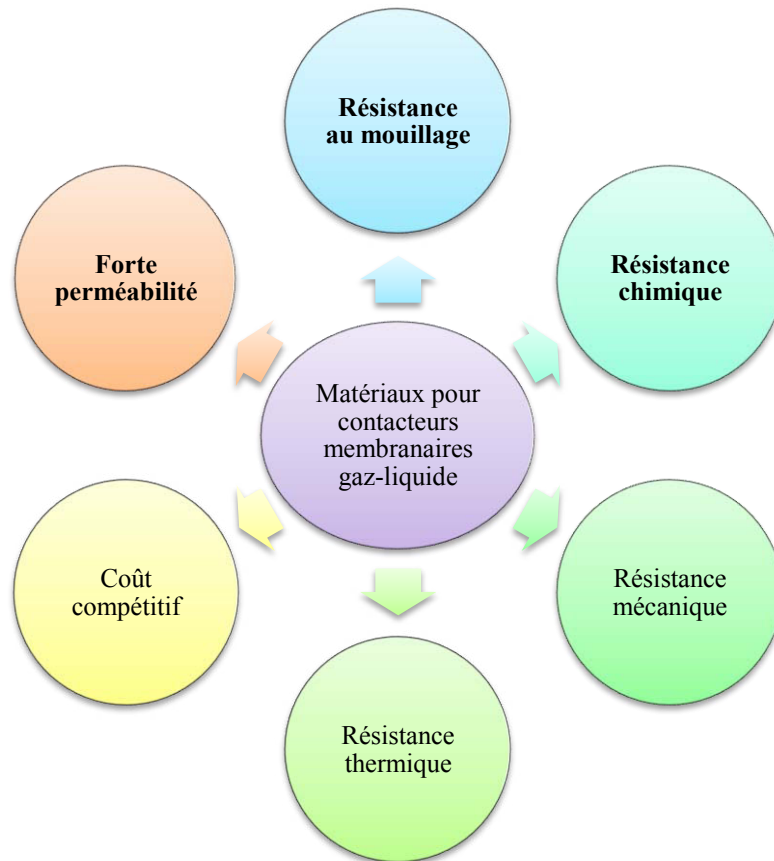 Résistance
au mouillage
Forte
perméabilité
Résistance
chimique
Matériaux pour
contacteurs
membranaires
gaz-liquide
Coût
compétitif
Résistance
mécanique
Résistance
thermique